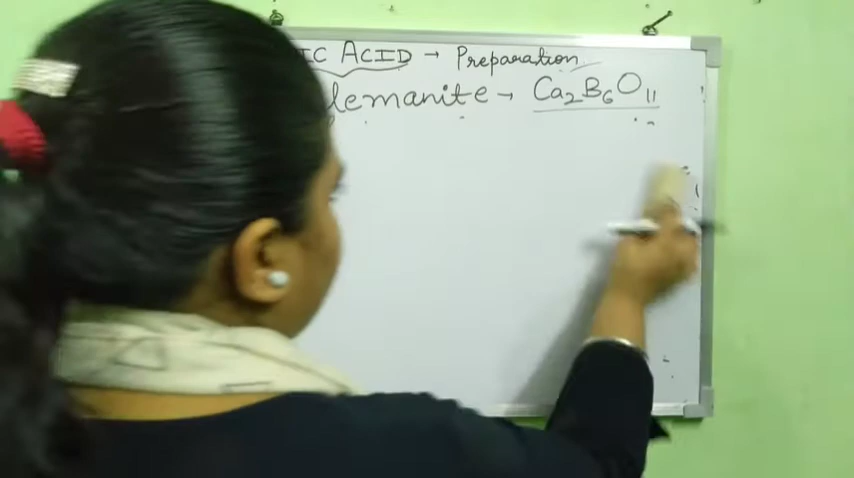 IC ACID → Preparation
lemanite → Ca₂B₆O₁₁